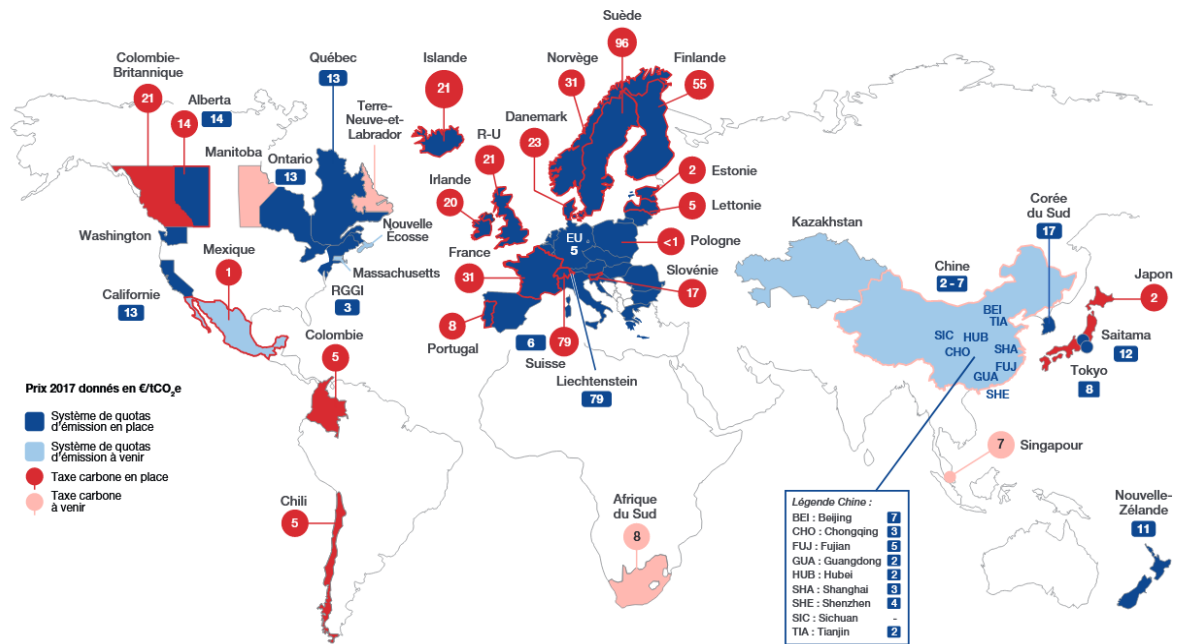 Suède
96
Norvège
31
Finlande
55
Québec
13
Islande
21
Colombie-
Britannique
21
Alberta
14
14
Terre-
Neuve-et-
Labrador
Danemark
23
R-U
21
Manitoba
Ontario
13
Irlande
20
2
Estonie
5
Lettonie
Nouvelle
Écosse
Washington
Mexique
1
Massachusetts
France
31
EU
5
<1
Pologne
Slovénie
17
Californie
13
RGGI
3
8
Portugal
6
79
Suisse
Liechtenstein
79
Colombie
5
Kazakhstan
Chine
2 - 7
Corée
du Sud
17
Japon
2
BEI
TIA
SIC
HUB
CHO
SHA
FUJ
GUA
SHE
Saitama
12
Tokyo
8
7
Singapour
Prix 2017 donnés en €/tCO2e
Système de quotas
d'émission en place
Système de quotas
d'émission à venir
Taxe carbone en place
Taxe carbone
à venir
Chili
5
Afrique
du Sud
8
Nouvelle-
Zélande
11
Légende Chine :
BEI : Beijing 7
CHO : Chongqing 3
FUJ : Fujian 5
GUA : Guangdong 2
HUB : Hubei 2
SHA : Shanghai 3
SHE : Shenzhen 4
SIC : Sichuan -
TIA : Tianjin 2